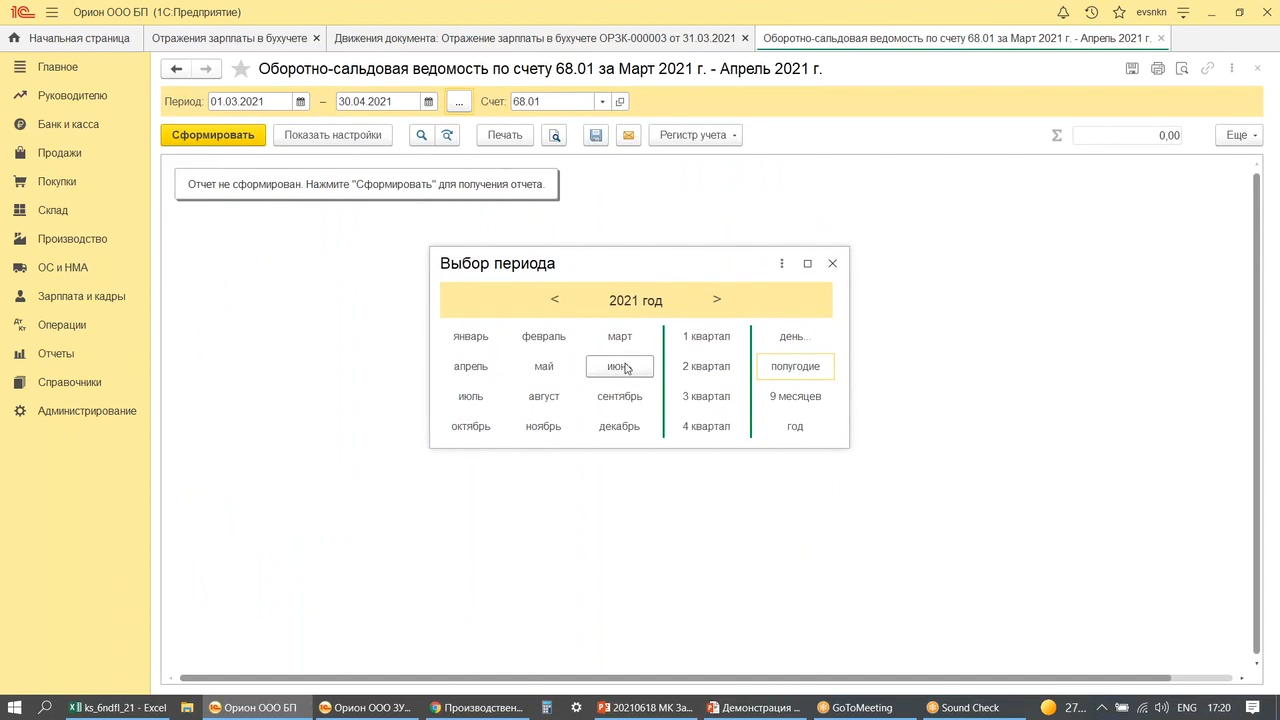 Орион ООО БП (1С:Предприятие)
evsnkn
Начальная страница
Отражения зарплаты в бухучете ×
Движения документа: Отражение зарплаты в бухучете ОРЗК-000003 от 31.03.2021 ×
Оборотно-сальдовая ведомость по счету 68.01 за Март 2021 г. - Апрель 2021 г. ×
Главное
Руководителю
Банк и касса
Продажи
Покупки
Склад
Производство
ОС и НМА
Зарплата и кадры
Операции
Отчеты
Справочники
Администрирование
Оборотно-сальдовая ведомость по счету 68.01 за Март 2021 г. - Апрель 2021 г.
Период: 01.03.2021 – 30.04.2021 ... Счет: 68.01
Сформировать Показать настройки Печать Регистр учета Σ 0,00 Еще
Отчет не сформирован. Нажмите "Сформировать" для получения отчета.
Выбор периода
< 2021 год >
январь февраль март 1 квартал день...
апрель май июнь 2 квартал полугодие
июль август сентябрь 3 квартал 9 месяцев
октябрь ноябрь декабрь 4 квартал год
ks_6ndfl_21 - Excel
Орион ООО БП
Орион ООО ЗУ...
Производствен...
20210618 МК За...
Демонстрация ...
GoToMeeting
Sound Check
27...
ENG
17:20